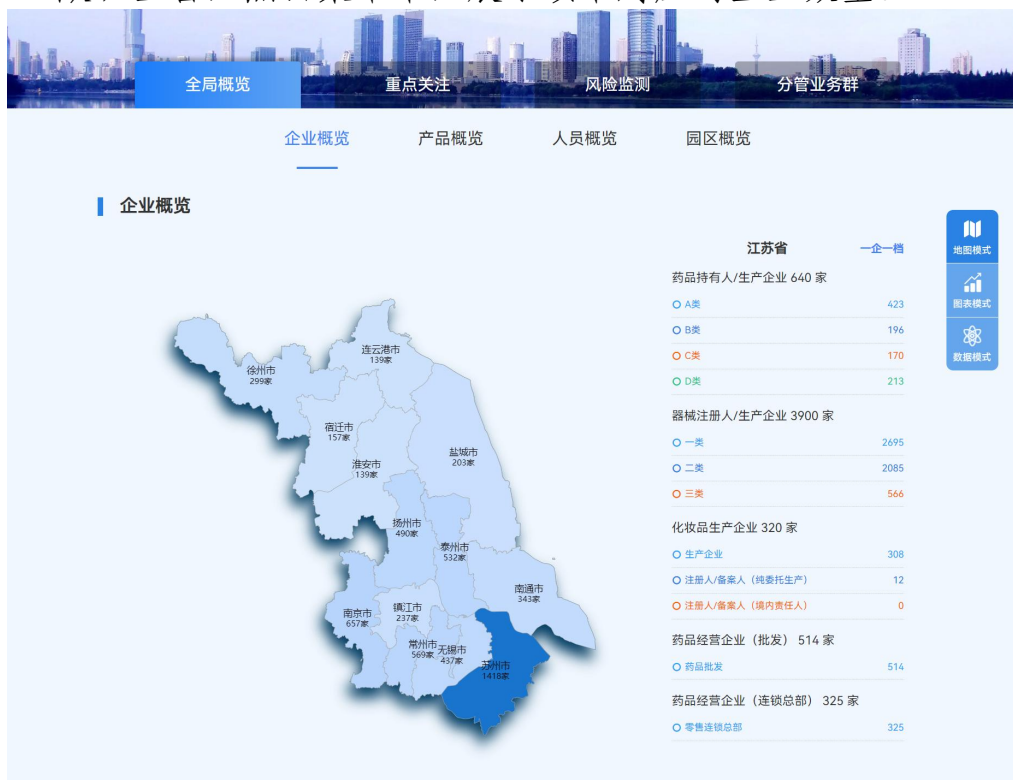 全局概览
重点关注
风险监测
分管业务群
企业概览
产品概览
人员概览
园区概览
企业概览
地图模式
图表模式
数据模式
江苏省
一企一档
药品持有人/生产企业 640 家
A类 423
B类 196
C类 170
D类 213
器械注册人/生产企业 3900 家
一类 2695
二类 2085
三类 566
化妆品生产企业 320 家
生产企业 308
注册人/备案人（纯委托生产） 12
注册人/备案人（境内责任人） 0
药品经营企业（批发） 514 家
药品批发 514
药品经营企业（连锁总部） 325 家
零售连锁总部 325
连云港市
139家
徐州市
299家
宿迁市
157家
淮安市
139家
盐城市
203家
扬州市
490家
泰州市
532家
南通市
343家
南京市
657家
镇江市
237家
常州市
569家
无锡市
437家
苏州市
1418家